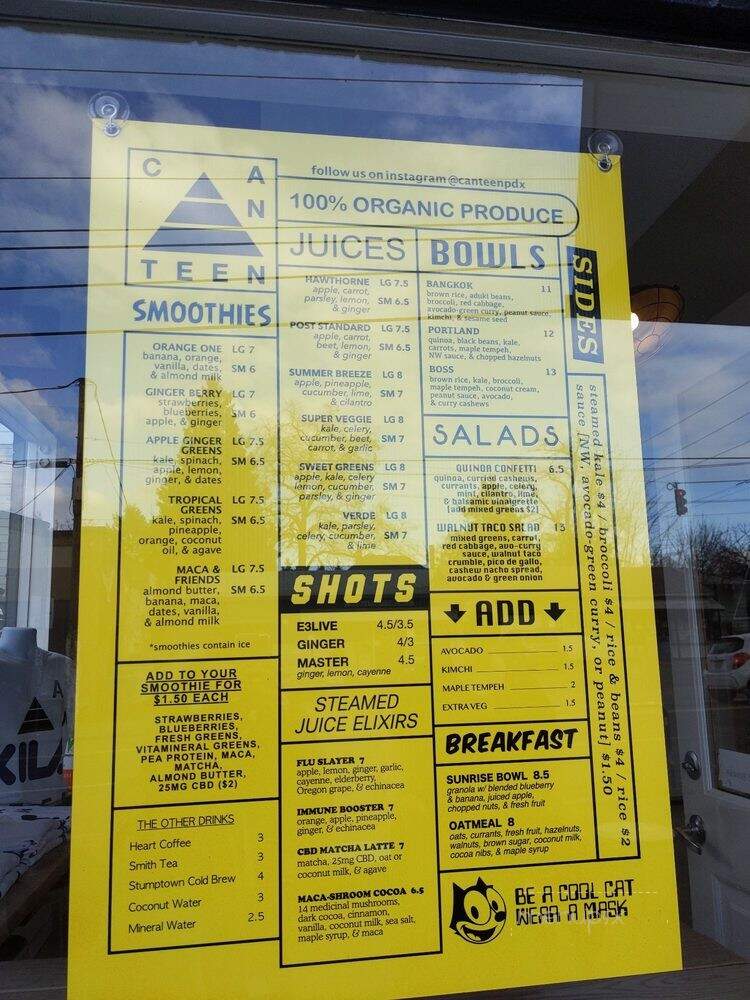 CANTEEN
follow us on instagram @canteenpdx
100% ORGANIC PRODUCE
SMOOTHIES
ORANGE ONE LG 7
banana, orange,
vanilla, dates, SM 6
& almond milk
GINGER BERRY LG 7
strawberries,
blueberries, SM 6
apple, & ginger
APPLE GINGER LG 7.5
GREENS
kale, spinach, SM 6.5
apple, lemon,
ginger, & dates
TROPICAL LG 7.5
GREENS
kale, spinach, SM 6.5
pineapple,
orange, coconut
oil, & agave
MACA & LG 7.5
FRIENDS
almond butter, SM 6.5
banana, maca,
dates, vanilla,
& almond milk
*smoothies contain ice
ADD TO YOUR
SMOOTHIE FOR
$1.50 EACH
STRAWBERRIES,
BLUEBERRIES,
FRESH GREENS,
VITAMINERAL GREENS,
PEA PROTEIN, MACA,
MATCHA,
ALMOND BUTTER,
25MG CBD ($2)
THE OTHER DRINKS
Heart Coffee 3
Smith Tea 3
Stumptown Cold Brew 4
Coconut Water 3
Mineral Water 2.5
JUICES
HAWTHORNE LG 7.5
apple, carrot,
parsley, lemon, SM 6.5
& ginger
POST STANDARD LG 7.5
apple, carrot,
beet, lemon, SM 6.5
& ginger
SUMMER BREEZE LG 8
apple, pineapple,
cucumber, lime, SM 7
& cilantro
SUPER VEGGIE LG 8
kale, celery,
cucumber, beet, SM 7
carrot, & garlic
SWEET GREENS LG 8
apple, kale, celery
lemon, cucumber, SM 7
parsley, & ginger
VERDE LG 8
kale, parsley,
celery, cucumber, SM 7
& lime
SHOTS
E3LIVE 4.5/3.5
GINGER 4/3
MASTER 4.5
ginger, lemon, cayenne
STEAMED
JUICE ELIXIRS
FLU SLAYER 7
apple, lemon, ginger, garlic,
cayenne, elderberry,
Oregon grape, & echinacea
IMMUNE BOOSTER 7
orange, apple, pineapple,
ginger, & echinacea
CBD MATCHA LATTE 7
matcha, 25mg CBD, oat or
coconut milk, & agave
MACA-SHROOM COCOA 6.5
14 medicinal mushrooms,
dark cocoa, cinnamon,
vanilla, coconut milk, sea salt,
maple syrup, & maca
BOWLS
BANGKOK 11
brown rice, aduki beans,
broccoli, red cabbage,
avocado-green curry, peanut sauce,
kimchi, & sesame seed
PORTLAND 12
quinoa, black beans, kale,
carrots, maple tempeh,
NW sauce, & chopped hazelnuts
BOSS 13
brown rice, kale, broccoli,
maple tempeh, coconut cream,
peanut sauce, avocado,
& curry cashews
SALADS
QUINOA CONFETTI 6.5
quinoa, curried cashews,
currants, apple, celery,
mint, cilantro, lime,
& balsamic vinaigrette
[add mixed greens $2]
WALNUT TACO SALAD 13
mixed greens, carrot,
red cabbage, avo-curry
sauce, walnut taco
crumble, pico de gallo,
cashew nacho spread,
avocado & green onion
ADD
AVOCADO 1.5
KIMCHI 1.5
MAPLE TEMPEH 2
EXTRA VEG 1.5
BREAKFAST
SUNRISE BOWL 8.5
granola w/ blended blueberry
& banana, juiced apple,
chopped nuts, & fresh fruit
OATMEAL 8
oats, currants, fresh fruit, hazelnuts,
walnuts, brown sugar, coconut milk,
cocoa nibs, & maple syrup
BE A COOL CAT
WEAR A MASK
SIDES
steamed kale $4 / broccoli $4 / rice & beans $4 / rice $2
sauce [NW, avocado-green curry, or peanut] $1.50